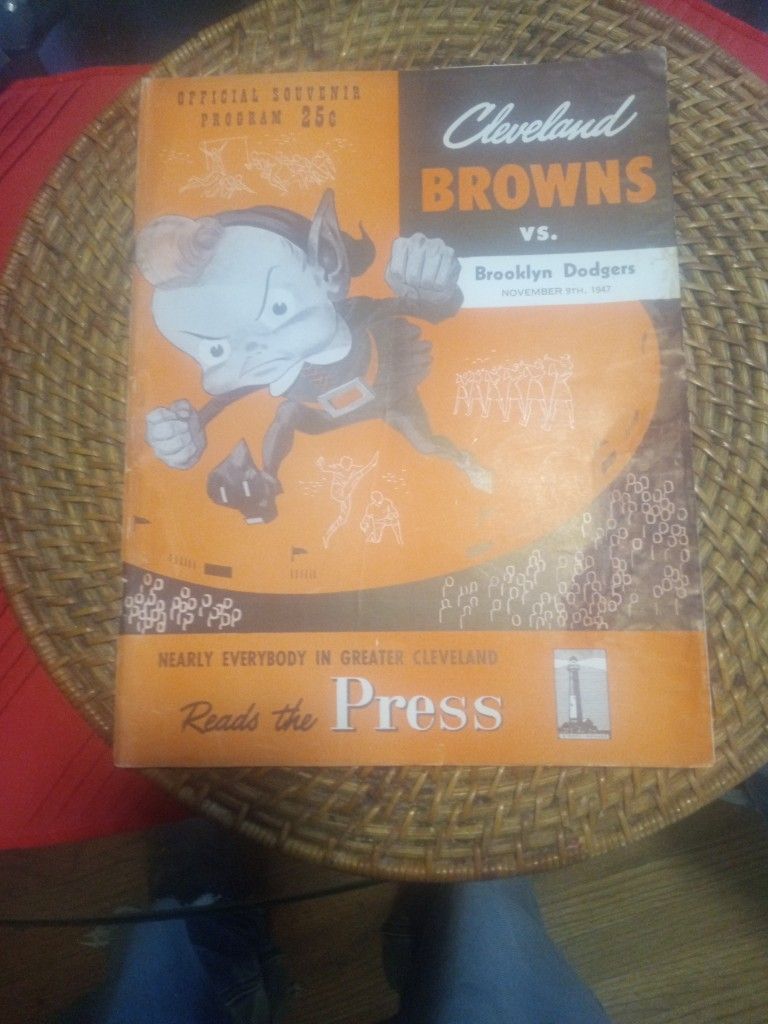 OFFICIAL SOUVENIR
PROGRAM 25¢
Cleveland
BROWNS
VS.
Brooklyn Dodgers
NOVEMBER 9TH, 1947
NEARLY EVERYBODY IN GREATER CLEVELAND
Reads the Press